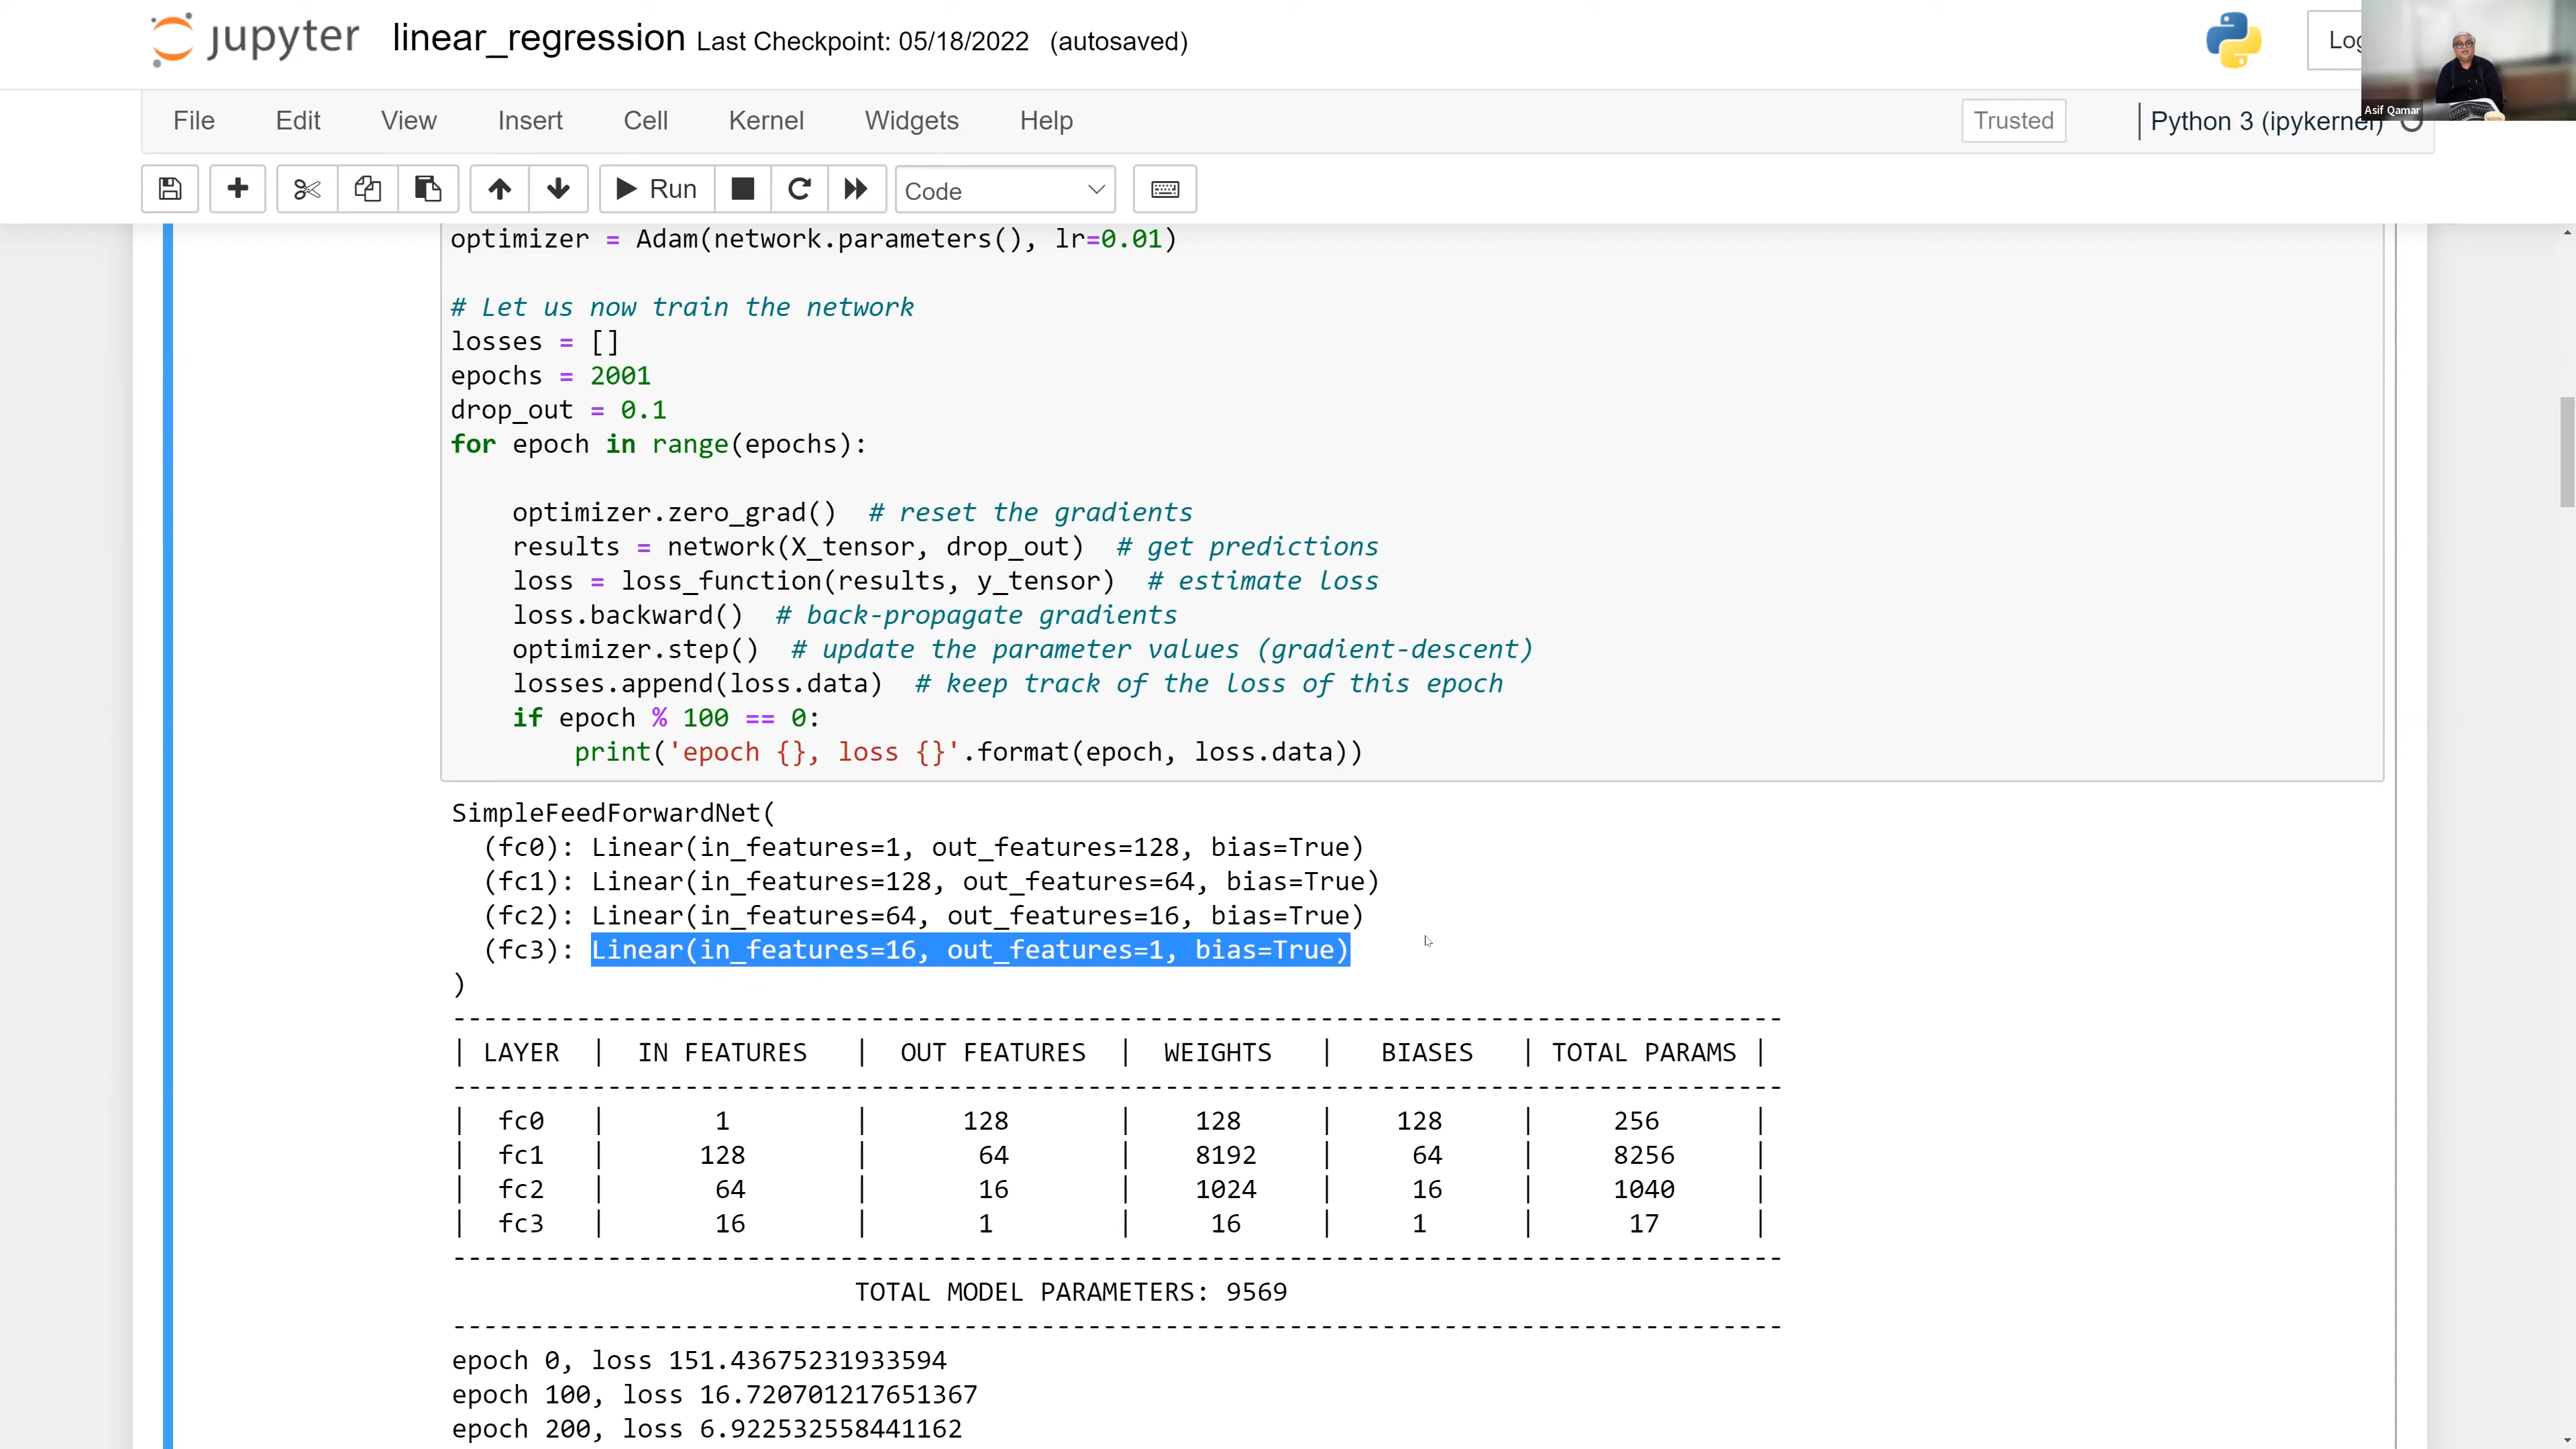 jupyter linear_regression Last Checkpoint: 05/18/2022 (autosaved)
Asif Qamar
File Edit View Insert Cell Kernel Widgets Help Trusted Python 3 (ipykernel)
Run Code
optimizer = Adam(network.parameters(), lr=0.01)
# Let us now train the network
losses = []
epochs = 2001
drop_out = 0.1
for epoch in range(epochs):
optimizer.zero_grad() # reset the gradients
results = network(X_tensor, drop_out) # get predictions
loss = loss_function(results, y_tensor) # estimate loss
loss.backward() # back-propagate gradients
optimizer.step() # update the parameter values (gradient-descent)
losses.append(loss.data) # keep track of the loss of this epoch
if epoch % 100 == 0:
print('epoch {}, loss {}'.format(epoch, loss.data))
SimpleFeedForwardNet(
(fc0): Linear(in_features=1, out_features=128, bias=True)
(fc1): Linear(in_features=128, out_features=64, bias=True)
(fc2): Linear(in_features=64, out_features=16, bias=True)
(fc3): Linear(in_features=16, out_features=1, bias=True)
)
| LAYER | IN FEATURES | OUT FEATURES | WEIGHTS | BIASES | TOTAL PARAMS |
| fc0 | 1 | 128 | 128 | 128 | 256 |
| fc1 | 128 | 64 | 8192 | 64 | 8256 |
| fc2 | 64 | 16 | 1024 | 16 | 1040 |
| fc3 | 16 | 1 | 16 | 1 | 17 |
TOTAL MODEL PARAMETERS: 9569
epoch 0, loss 151.43675231933594
epoch 100, loss 16.720701217651367
epoch 200, loss 6.922532558441162